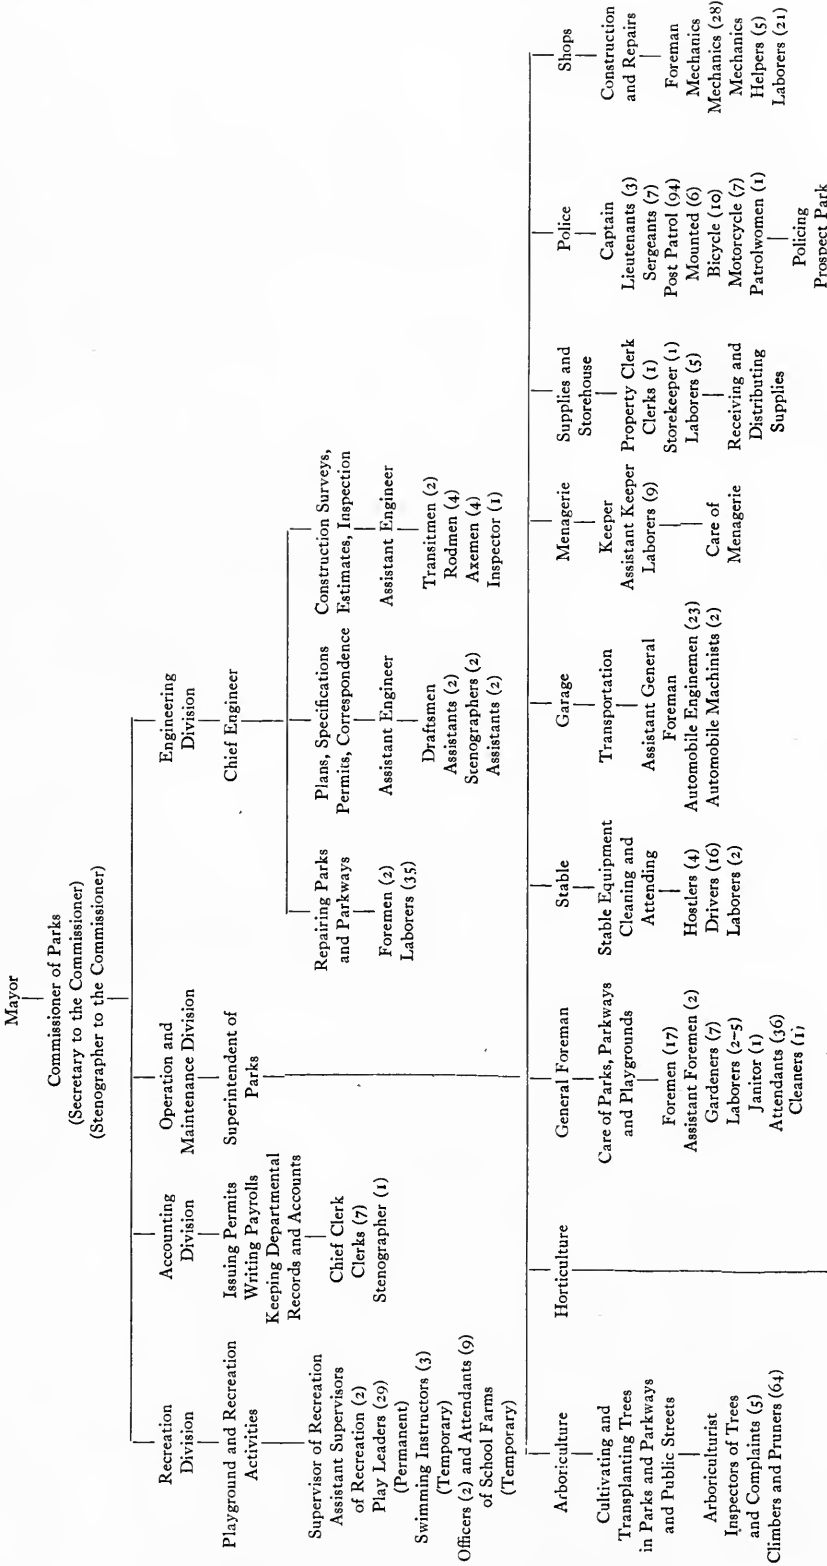 Mayor
Commissioner of Parks
(Secretary to the Commissioner)
(Stenographer to the Commissioner)
Recreation
Division
Playground and Recreation
Activities
Supervisor of Recreation
Assistant Supervisors
of Recreation (2)
Play Leaders (29)
(Permanent)
Swimming Instructors (3)
(Temporary)
Officers (2) and Attendants (9)
of School Farms
(Temporary)
Accounting
Division
Issuing Permits
Writing Payrolls
Keeping Departmental
Records and Accounts
Chief Clerk
Clerks (7)
Stenographer (1)
Operation and
Maintenance Division
Superintendent of
Parks
Engineering
Division
Chief Engineer
Repairing Parks
and Parkways
Foremen (2)
Laborers (35)
Plans, Specifications
Permits, Correspondence
Assistant Engineer
Draftsmen
Assistants (2)
Stenographers (2)
Assistants (2)
Construction Surveys,
Estimates, Inspection
Assistant Engineer
Transitmen (2)
Rodmen (4)
Axemen (4)
Inspector (1)
Arboriculture
Cultivating and
Transplanting Trees
in Parks and Parkways
and Public Streets
Arboriculturist
Inspectors of Trees
and Complaints (5)
Climbers and Pruners (64)
Horticulture
General Foreman
Care of Parks, Parkways
and Playgrounds
Foremen (17)
Assistant Foremen (2)
Gardeners (7)
Laborers (2-5)
Janitor (1)
Attendants (36)
Cleaners (1)
Stable
Stable Equipment
Cleaning and
Attending
Hostlers (4)
Drivers (16)
Laborers (2)
Garage
Transportation
Assistant General
Foreman
Automobile Enginemen (23)
Automobile Machinists (2)
Menagerie
Keeper
Assistant Keeper
Laborers (9)
Care of
Menagerie
Supplies and
Storehouse
Property Clerk
Clerks (1)
Storekeeper (1)
Laborers (5)
Receiving and
Distributing
Supplies
Police
Captain
Lieutenants (3)
Sergeants (7)
Post Patrol (94)
Mounted (6)
Bicycle (10)
Motorcycle (7)
Patrolwomen (1)
Policing
Prospect Park
Shops
Construction
and Repairs
Foreman
Mechanics
Mechanics (28)
Mechanics
Helpers (5)
Laborers (21)